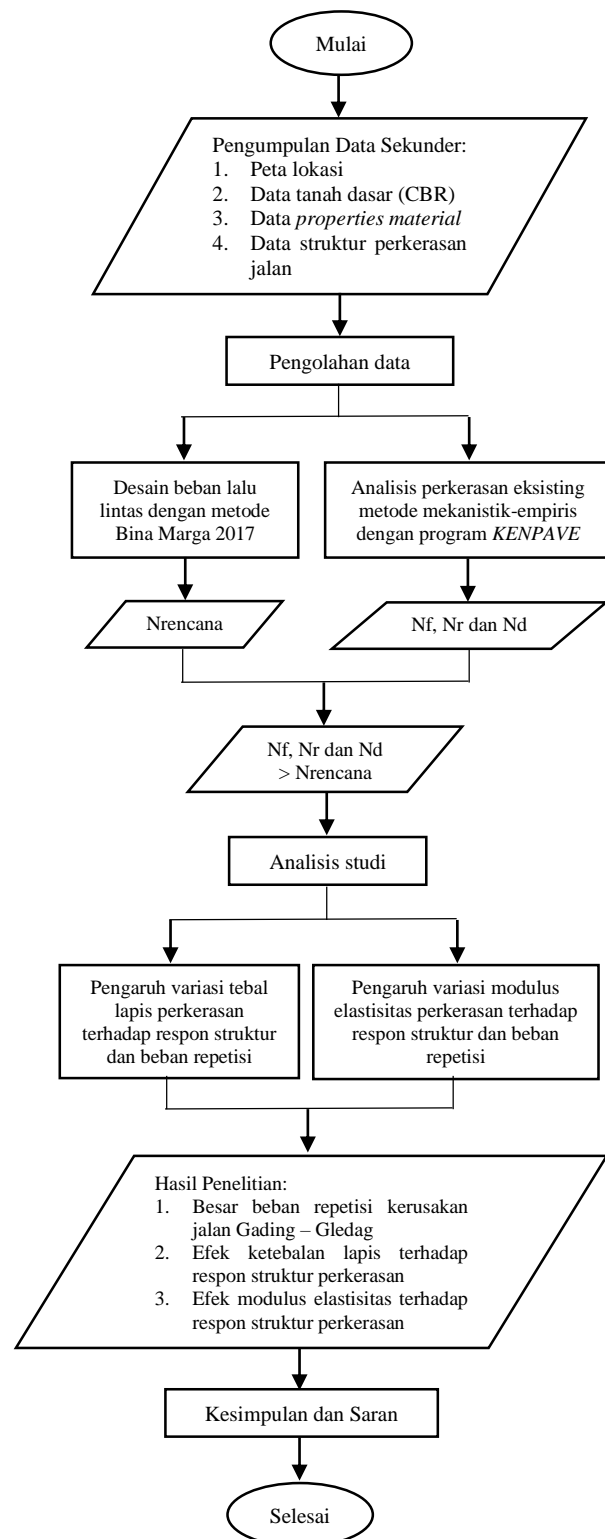 Mulai
Pengumpulan Data Sekunder:
1. Peta lokasi
2. Data tanah dasar (CBR)
3. Data properties material
4. Data struktur perkerasan
jalan
Pengolahan data
Desain beban lalu
lintas dengan metode
Bina Marga 2017
Analisis perkerasan eksisting
metode mekanistik-empiris
dengan program KENPAVE
Nrencana
Nf, Nr dan Nd
Nf, Nr dan Nd
> Nrencana
Analisis studi
Pengaruh variasi tebal
lapis perkerasan
terhadap respon struktur
dan beban repetisi
Pengaruh variasi modulus
elastisitas perkerasan terhadap
respon struktur dan beban
repetisi
Hasil Penelitian:
1. Besar beban repetisi kerusakan
jalan Gading – Gledag
2. Efek ketebalan lapis terhadap
respon struktur perkerasan
3. Efek modulus elastisitas terhadap
respon struktur perkerasan
Kesimpulan dan Saran
Selesai